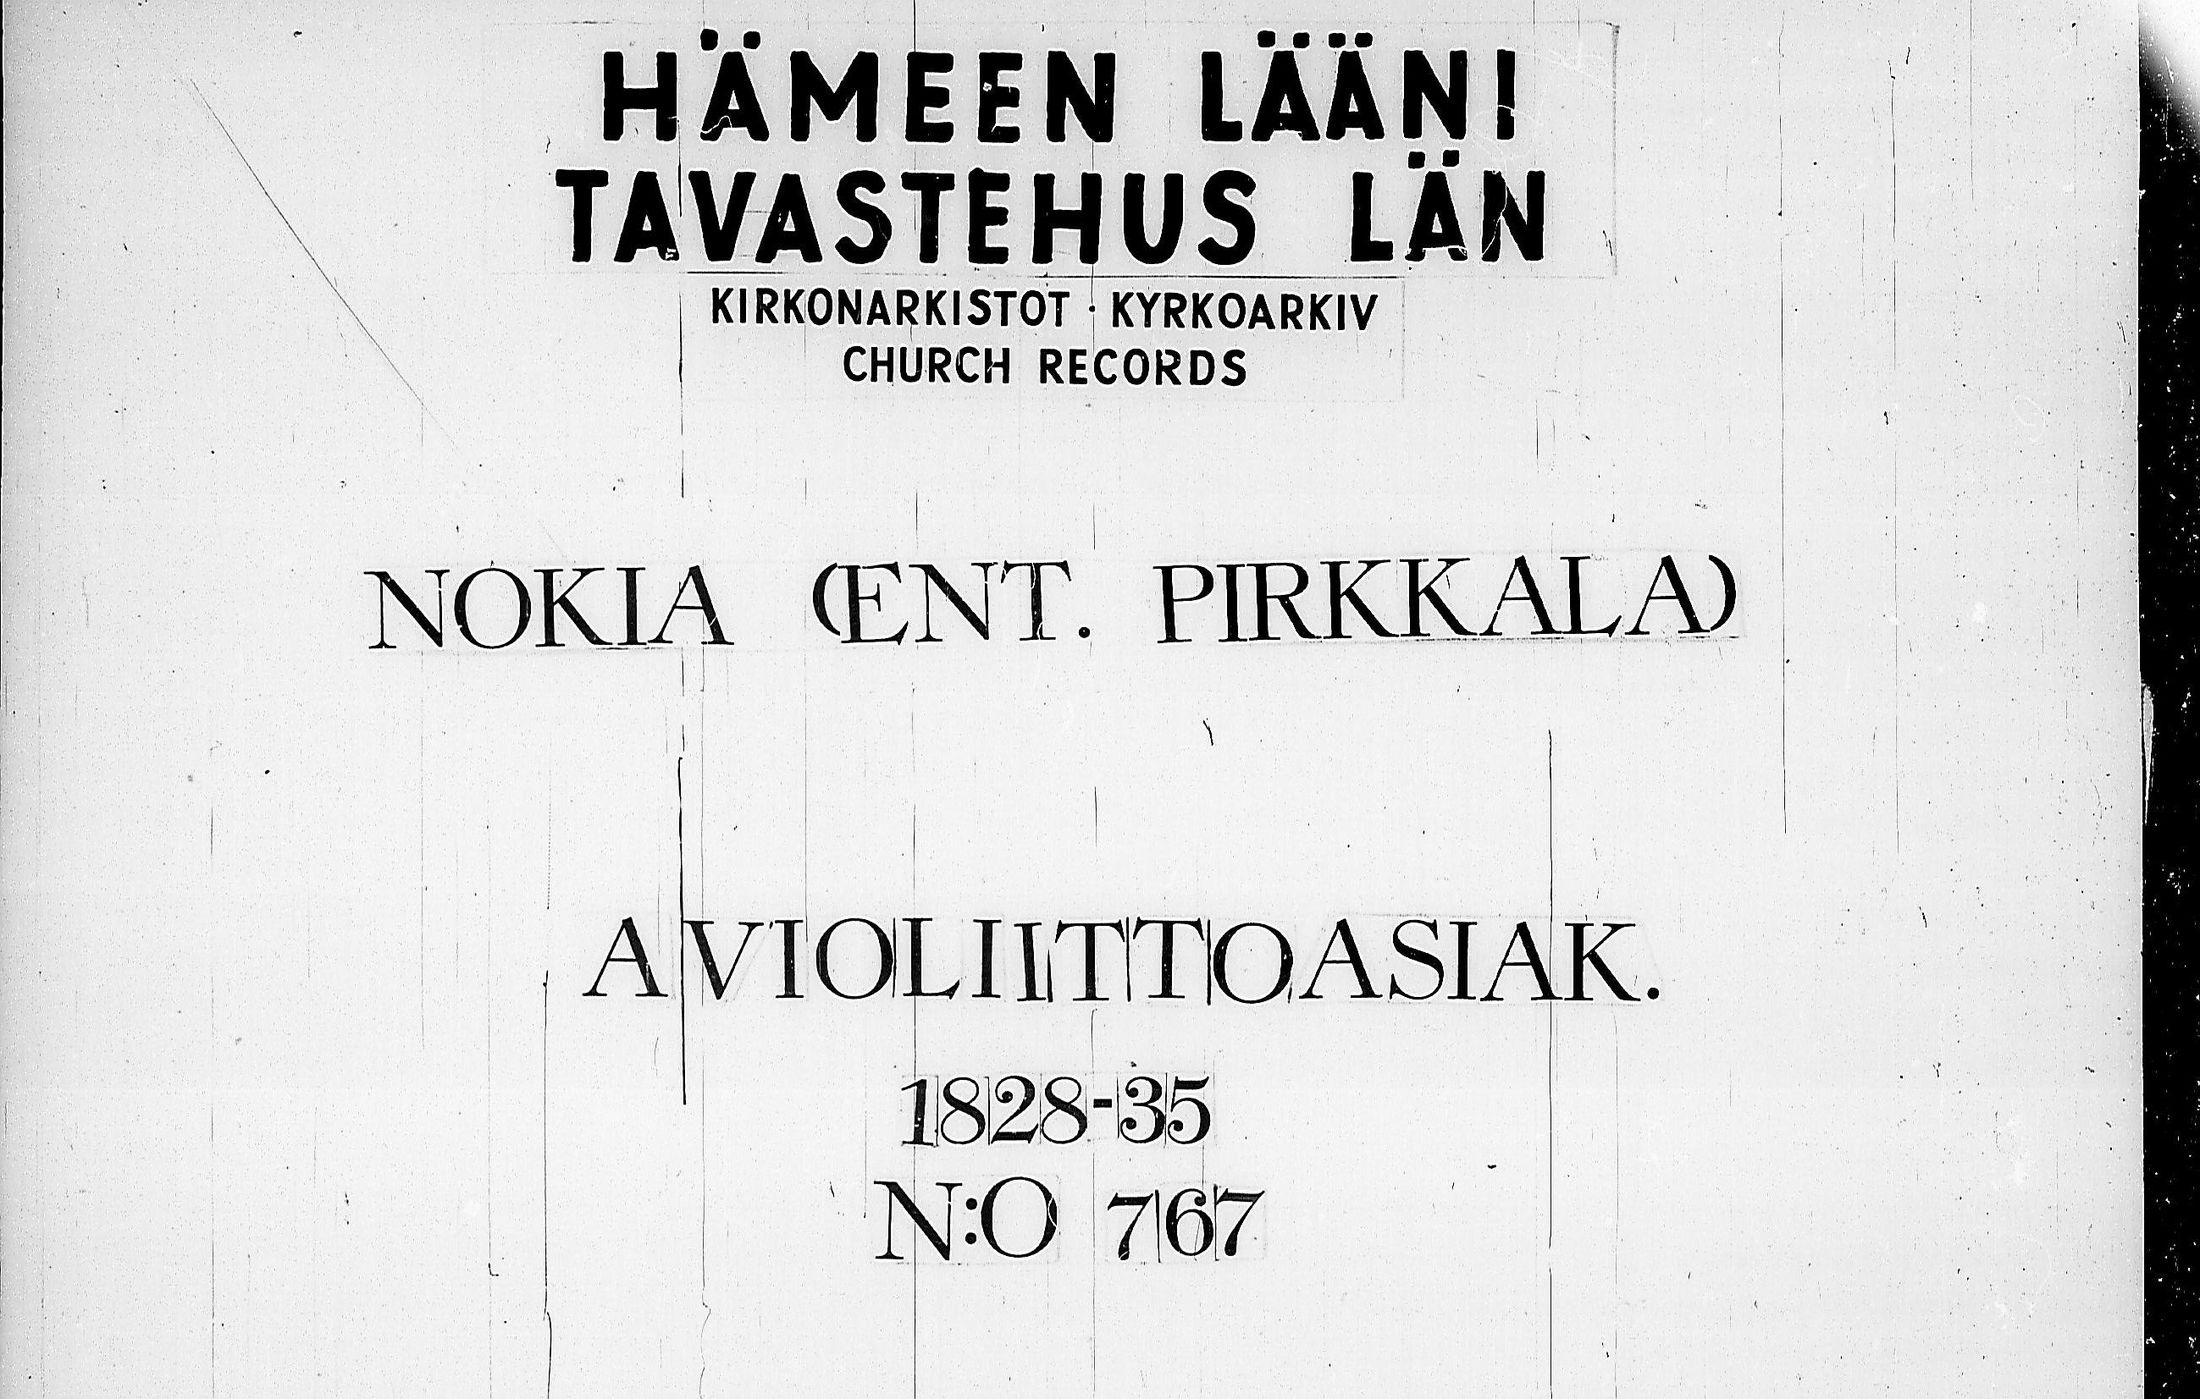 HÄMEEN LÄÄNI
TAVASTEHUS LÄN
KIRKONARKISTOT · KYRKOARKIV
CHURCH RECORDS
NOKIA (ENT. PIRKKALA)
AVIOLIITTOASIAK.
1828-35
N:O 767